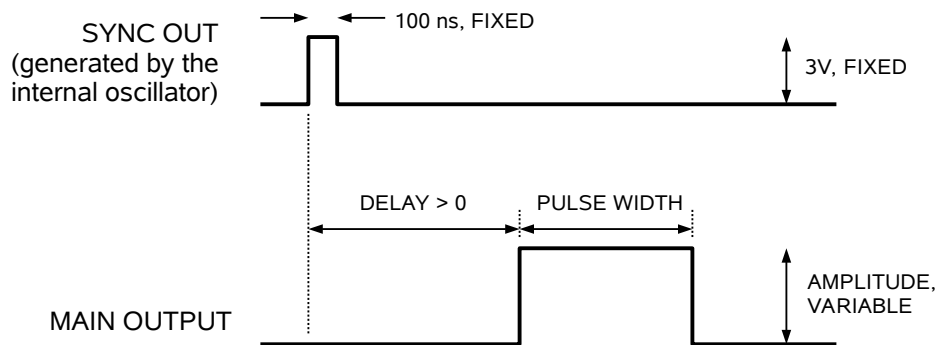 SYNC OUT
(generated by the
internal oscillator)
100 ns, FIXED
3V, FIXED
DELAY > 0
PULSE WIDTH
MAIN OUTPUT
AMPLITUDE,
VARIABLE